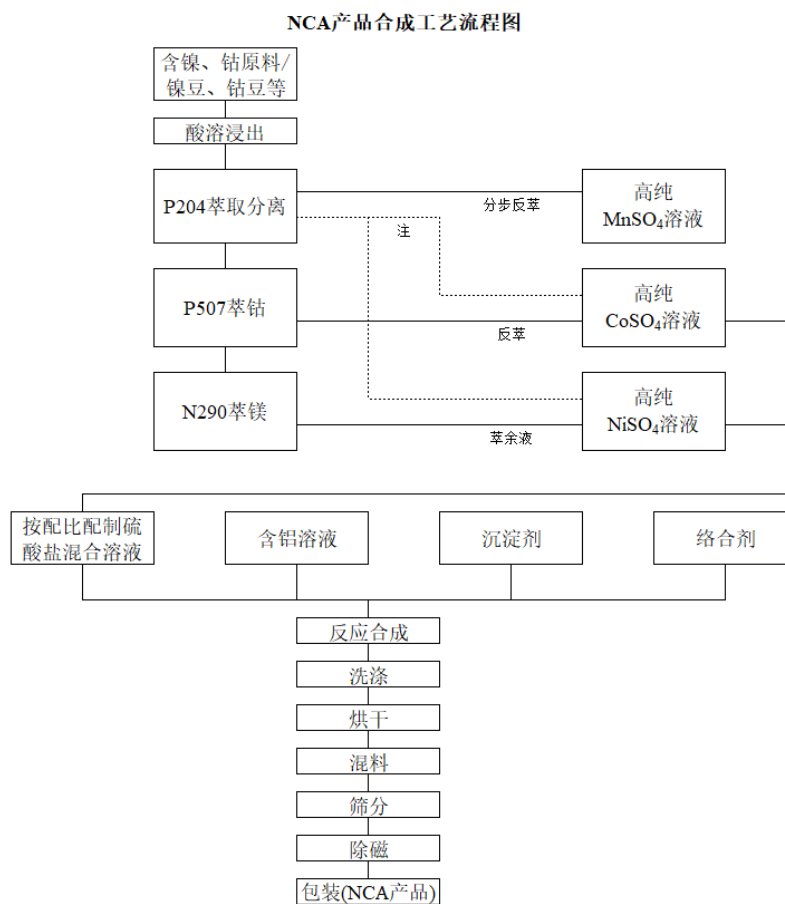 NCA产品合成工艺流程图
含镍、钴原料/
镍豆、钴豆等
酸溶浸出
P204萃取分离
分步反萃
高纯
MnSO₄溶液
注
P507萃钴
反萃
高纯
CoSO₄溶液
N290萃镁
萃余液
高纯
NiSO₄溶液
按配比配制硫
酸盐混合溶液
含铝溶液
沉淀剂
络合剂
反应合成
洗涤
烘干
混料
筛分
除磁
包装(NCA产品)